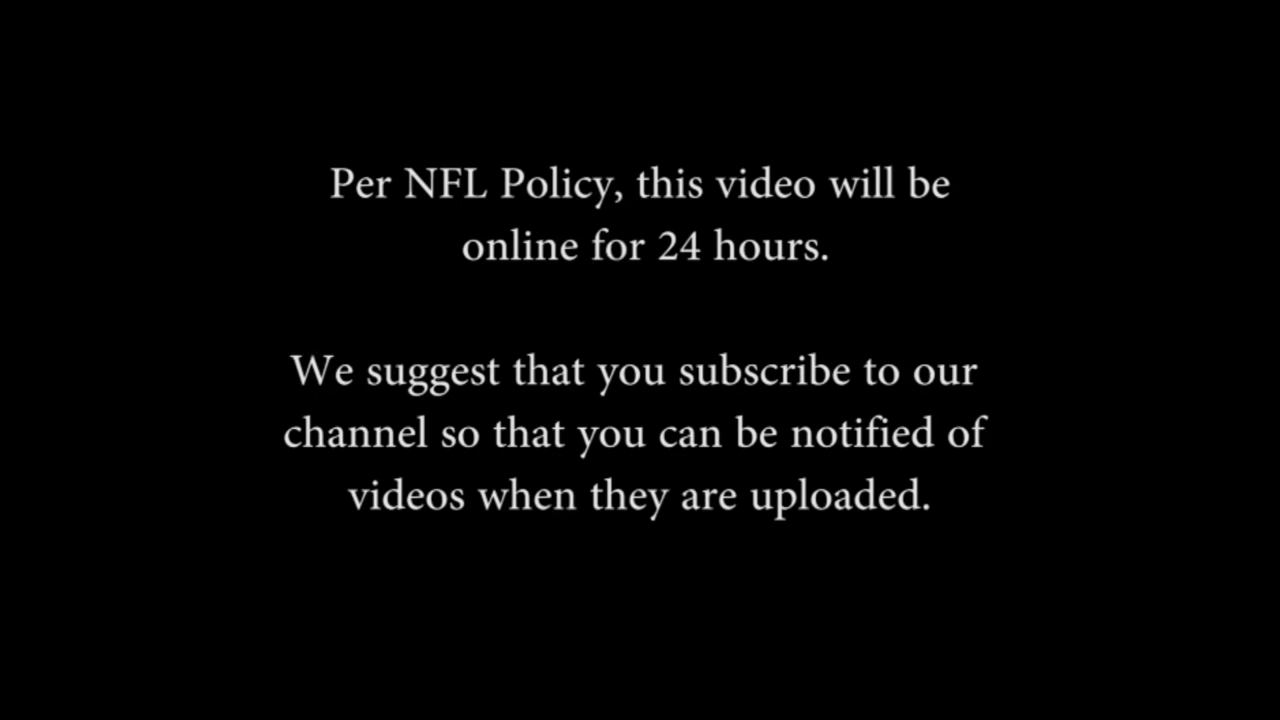 Per NFL Policy, this video will be
online for 24 hours.
We suggest that you subscribe to our
channel so that you can be notified of
videos when they are uploaded.